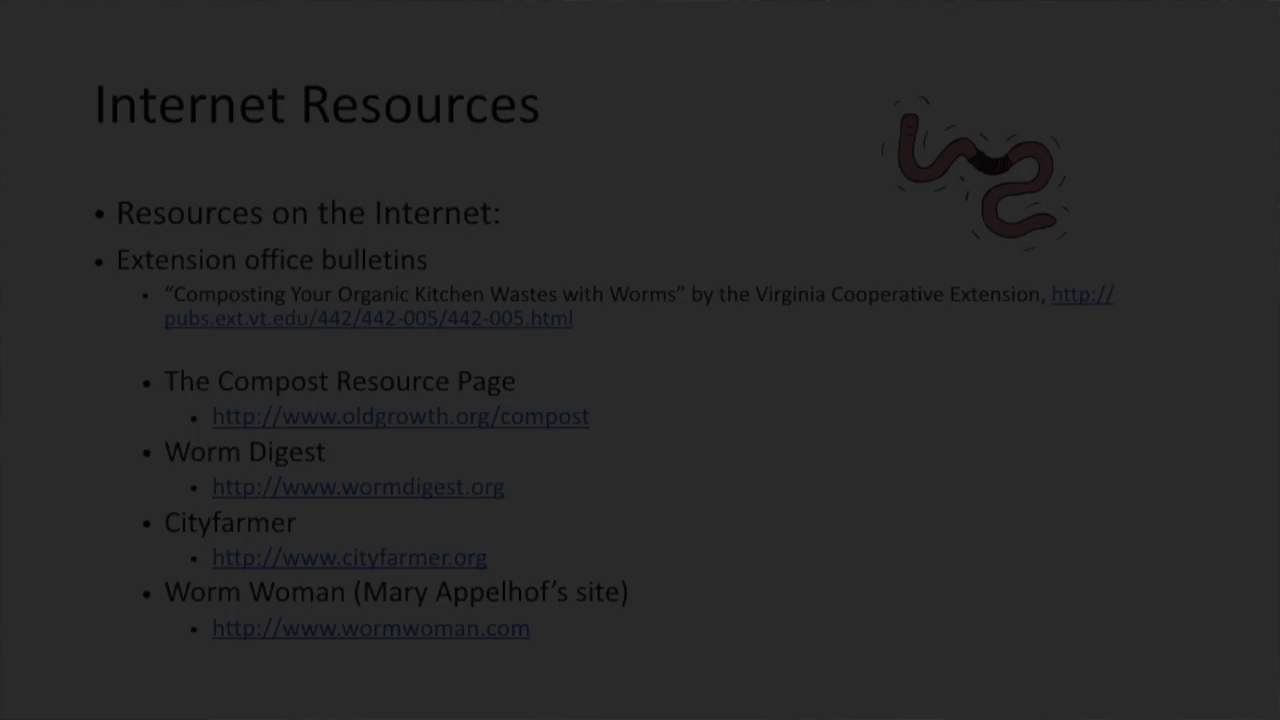 Internet Resources
• Resources on the Internet:
• Extension office bulletins
• “Composting Your Organic Kitchen Wastes with Worms” by the Virginia Cooperative Extension, http://
pubs.ext.vt.edu/442/442-005/442-005.html
• The Compost Resource Page
• http://www.oldgrowth.org/compost
• Worm Digest
• http://www.wormdigest.org
• Cityfarmer
• http://www.cityfarmer.org
• Worm Woman (Mary Appelhof’s site)
• http://www.wormwoman.com